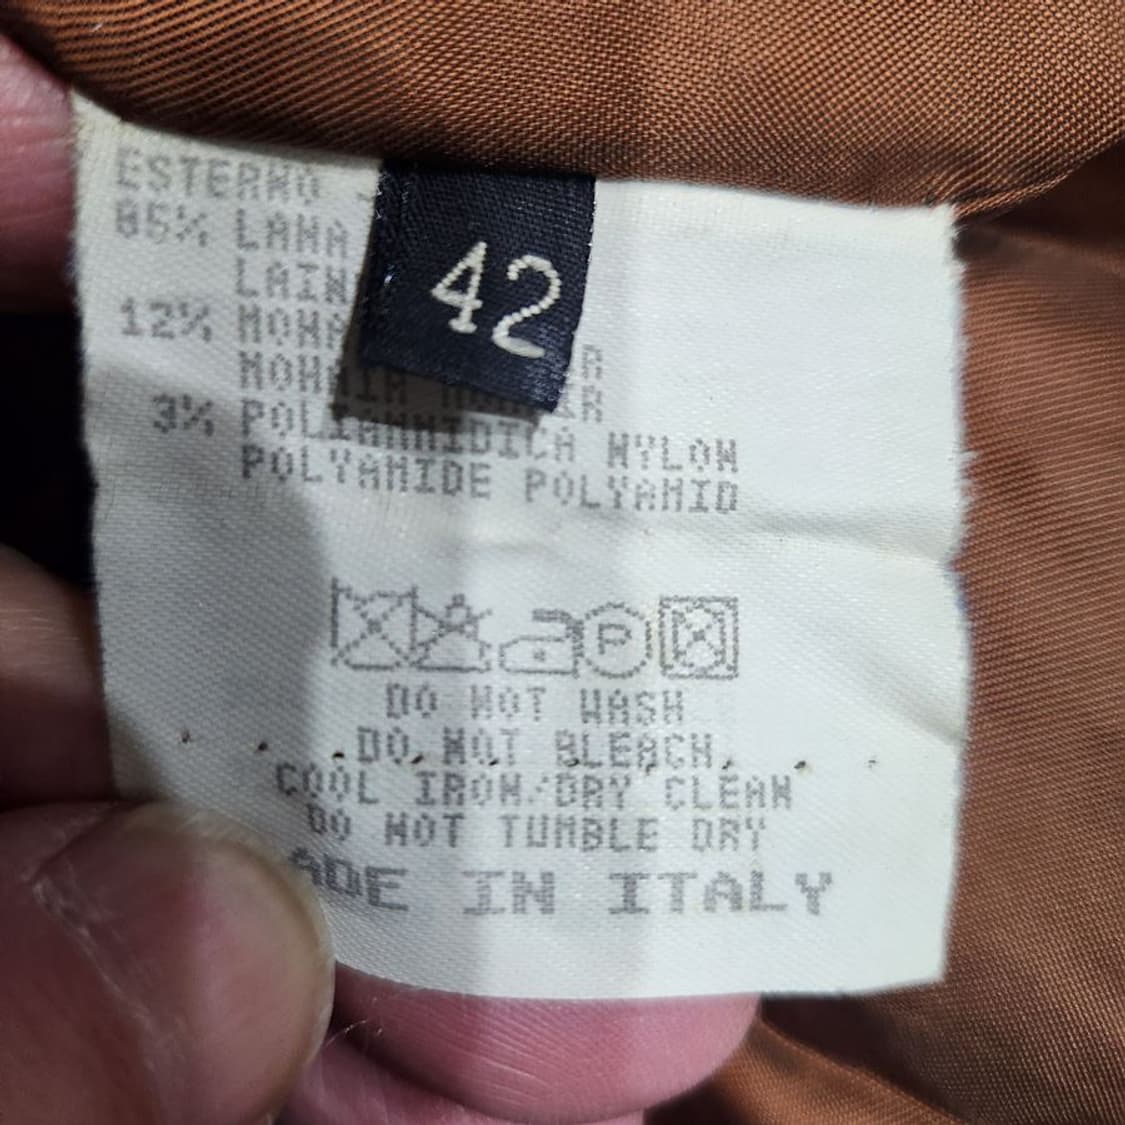 ESTERNO
85% LANA
LAIN
12% MOHA
MOHAIR MOHAIR
3% POLIAMMIDICA NYLON
POLYAMIDE POLYAMID
42
P
DO NOT WASH
DO NOT BLEACH
COOL IRON/DRY CLEAN
DO NOT TUMBLE DRY
ADE IN ITALY